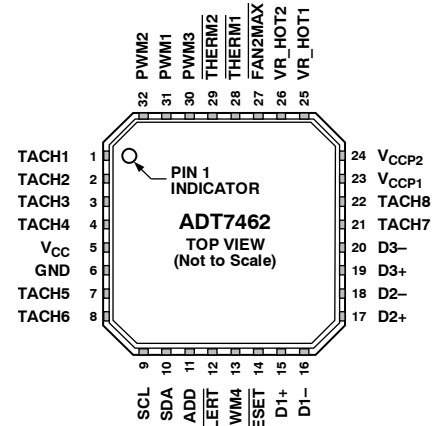 32 PWM2
31 PWM1
30 PWM3
29 THERM2
28 THERM1
27 FAN2MAX
26 VR_HOT2
25 VR_HOT1
TACH1 1
TACH2 2
TACH3 3
TACH4 4
VCC 5
GND 6
TACH5 7
TACH6 8
PIN 1
INDICATOR
ADT7462
TOP VIEW
(Not to Scale)
24 VCCP2
23 VCCP1
22 TACH8
21 TACH7
20 D3–
19 D3+
18 D2–
17 D2+
SCL 9
SDA 10
ADD 11
LERT 12
WM4 13
ESET 14
D1+ 15
D1– 16